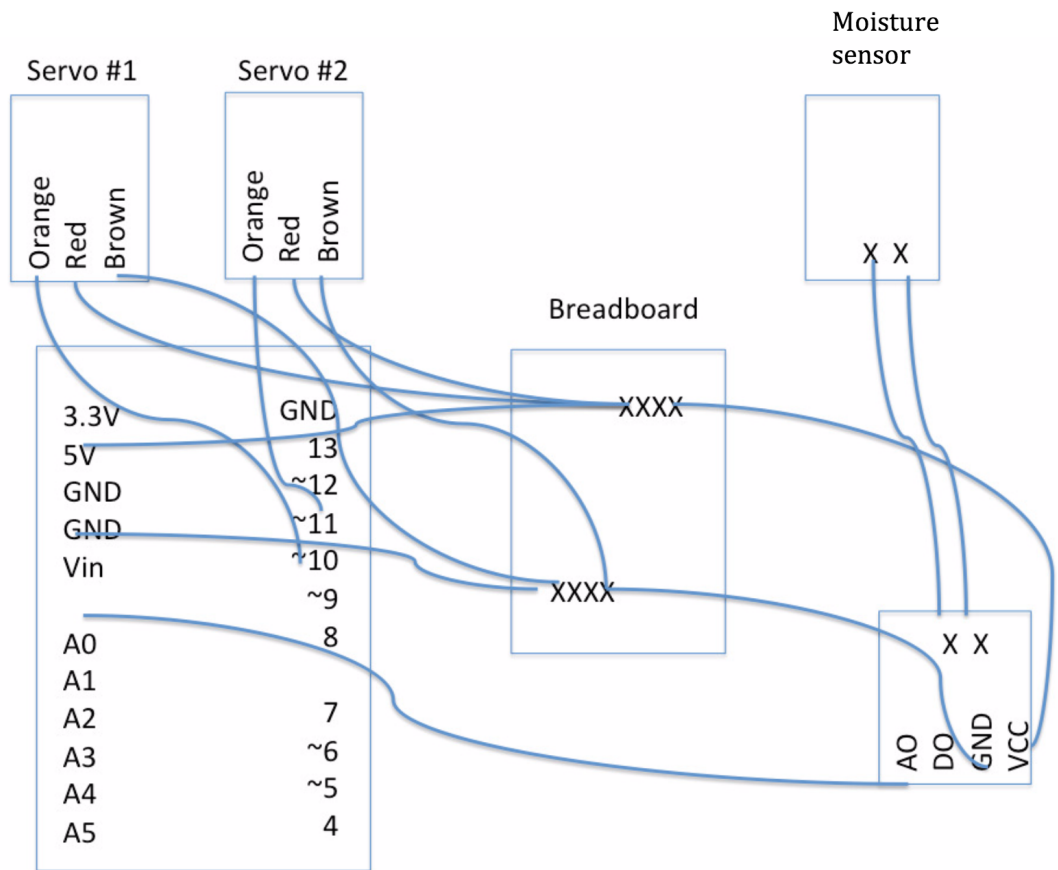 Moisture
sensor
Servo #1
Servo #2
Orange
Red
Brown
Orange
Red
Brown
X X
Breadboard
XXXX
XXXX
3.3V
5V
GND
GND
Vin
A0
A1
A2
A3
A4
A5
GND
13
~12
~11
~10
~9
8
7
~6
~5
4
X X
AO
DO
GND
VCC